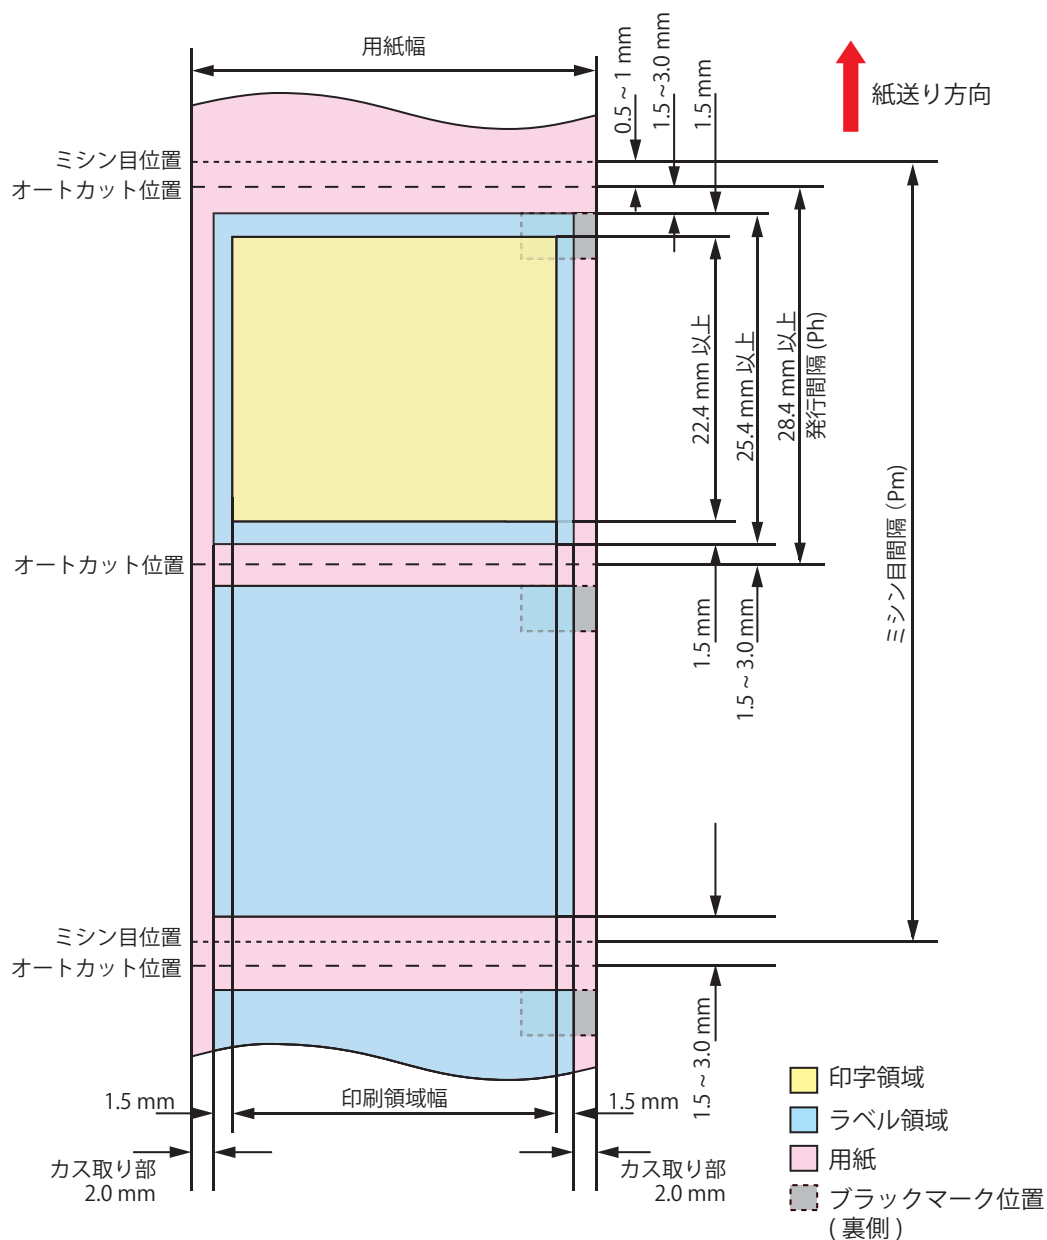 用紙幅
0.5 ~ 1 mm
1.5 ~3.0 mm
1.5 mm
紙送り方向
ミシン目位置
オートカット位置
22.4 mm 以上
25.4 mm 以上
28.4 mm 以上
発行間隔 (Ph)
ミシン目間隔 (Pm)
オートカット位置
1.5 mm
1.5 ~ 3.0 mm
ミシン目位置
オートカット位置
1.5 ~ 3.0 mm
1.5 mm
印刷領域幅
1.5 mm
カス取り部
2.0 mm
カス取り部
2.0 mm
印字領域
ラベル領域
用紙
ブラックマーク位置
( 裏側 )